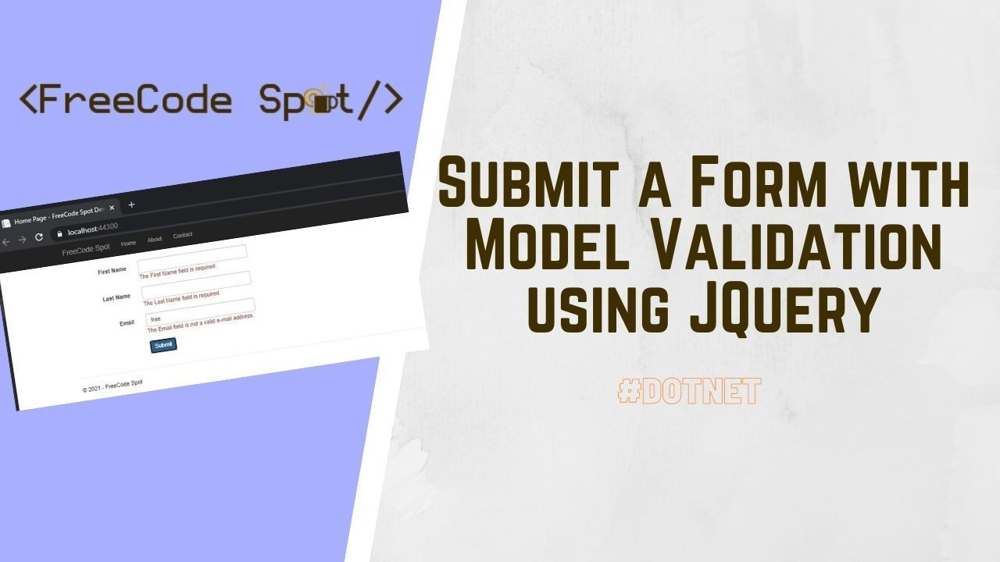 <FreeCode Spot/>
Home Page - FreeCode Spot De
localhost:44300
FreeCode Spot Home About Contact
First Name
The First Name field is required.
Last Name
The Last Name field is required.
Email free
The Email field is not a valid e-mail address.
Submit
© 2021 - FreeCode Spot
Submit a Form with
Model Validation
using JQuery
#DOTNET